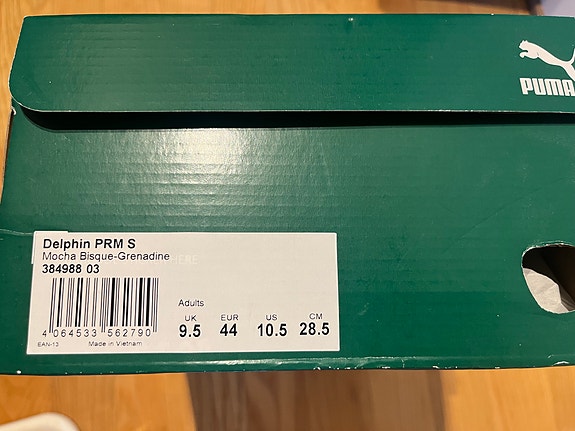 PUMA
Delphin PRM S
Mocha Bisque-Grenadine
384988 03
Adults
UK EUR US CM
9.5 44 10.5 28.5
4 064533 562790
EAN-13 Made in Vietnam